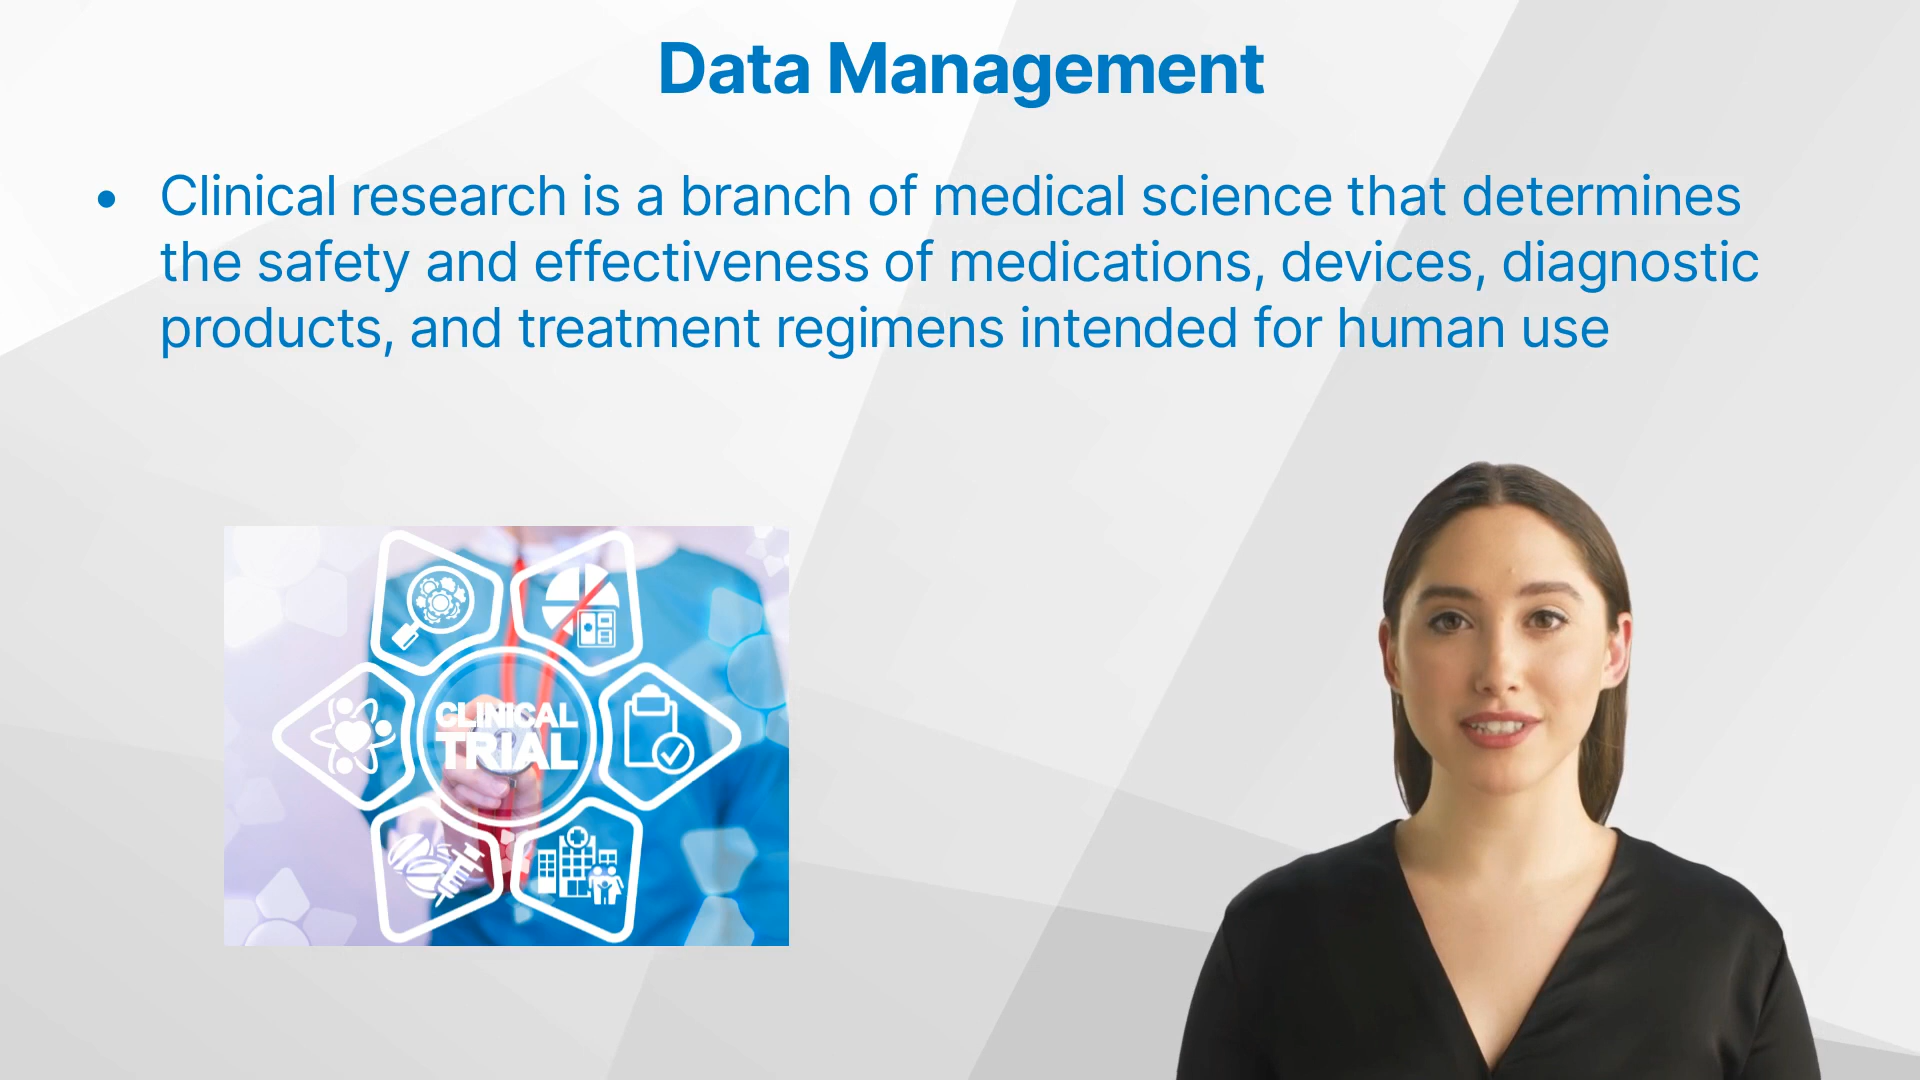 Data Management
• Clinical research is a branch of medical science that determines
the safety and effectiveness of medications, devices, diagnostic
products, and treatment regimens intended for human use
CLINICAL
TRIAL